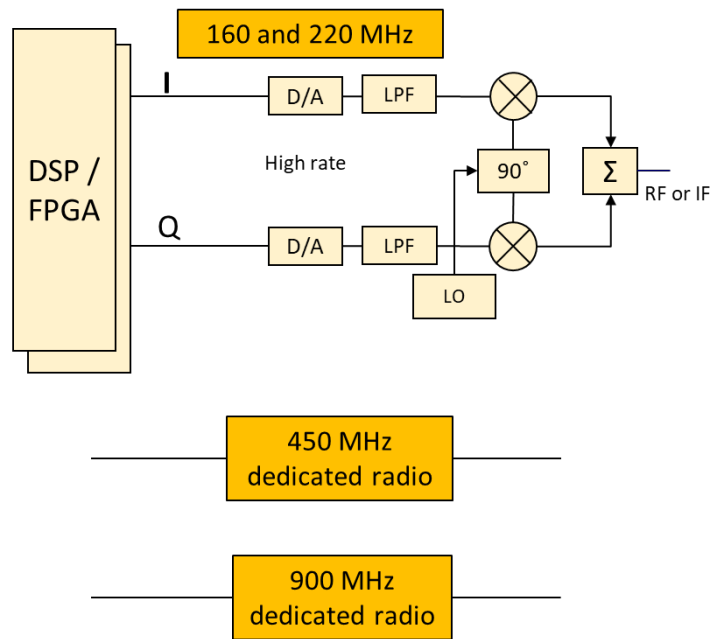 160 and 220 MHz
I
D/A
LPF
DSP /
FPGA
High rate
90°
Σ
RF or IF
Q
D/A
LPF
LO
450 MHz
dedicated radio
900 MHz
dedicated radio